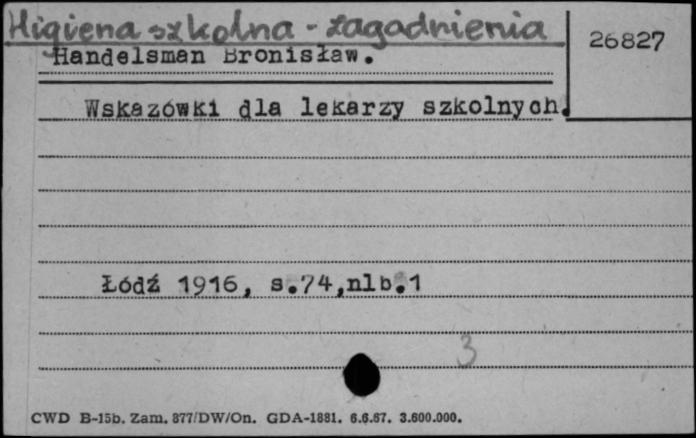 Higiena szkolna - zagadnienia
26827
Handelsman Bronisław.
Wskazówki dla lekarzy szkolnych.
Łódź 1916, s.74,nlb.1
3
CWD B-15b. Zam. 877/DW/On. GDA-1881. 6.6.67. 3.600.000.